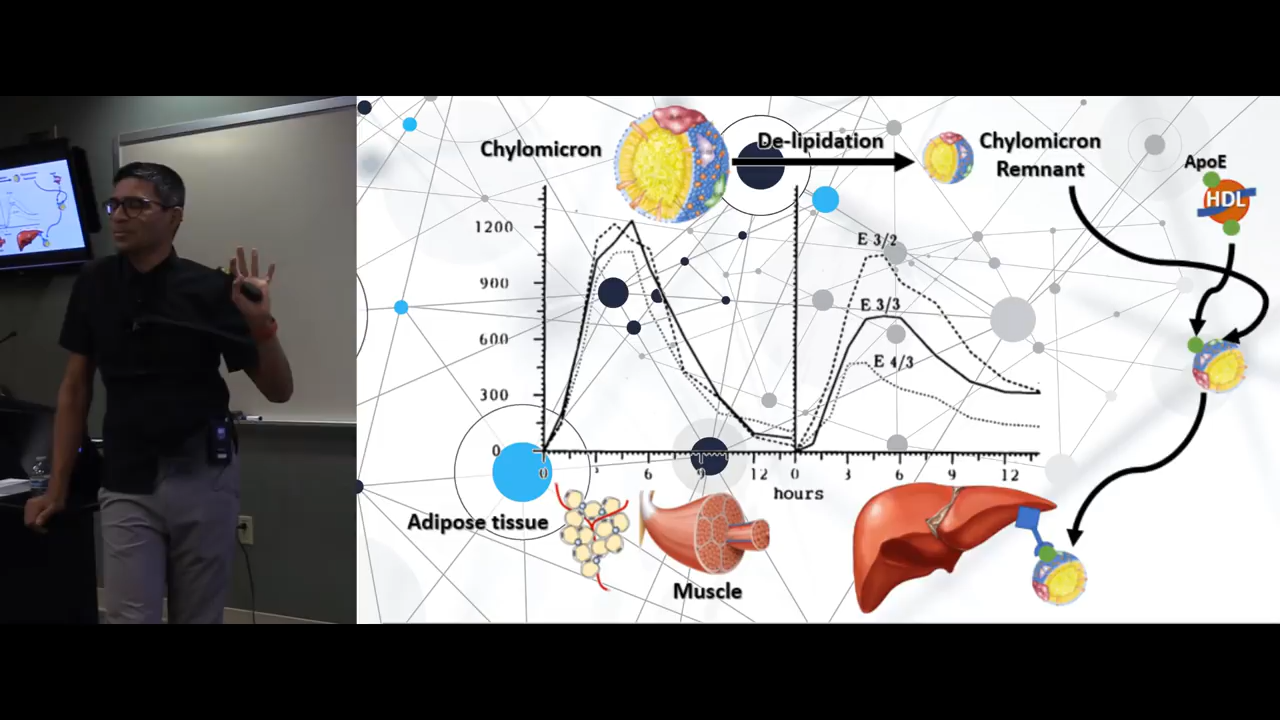 Chylomicron
De-lipidation
Chylomicron
Remnant
ApoE
HDL
1200
900
600
300
0
E 3/2
E 3/3
E 4/3
0
6
9
12
0
3
6
9
12
hours
Adipose tissue
Muscle